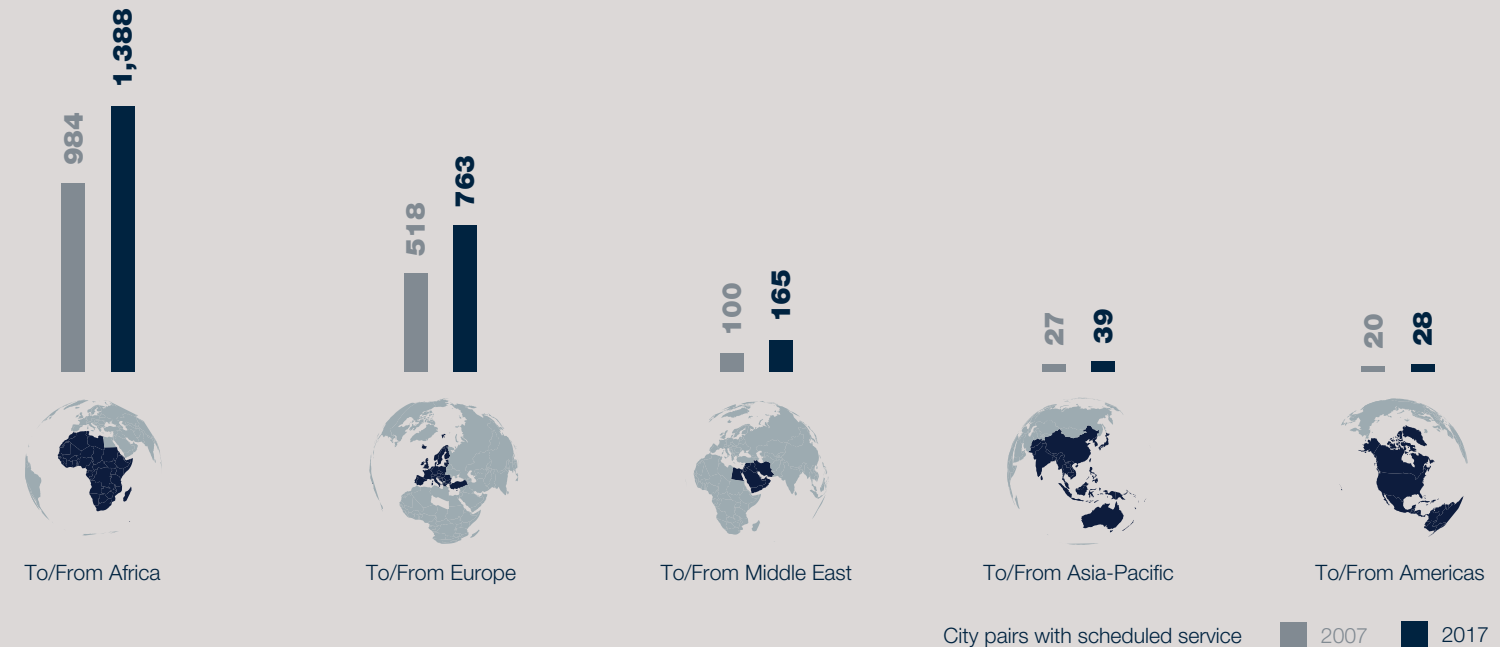 984
1,388
518
763
100
165
27
39
20
28
To/From Africa
To/From Europe
To/From Middle East
To/From Asia-Pacific
To/From Americas
City pairs with scheduled service
2007
2017